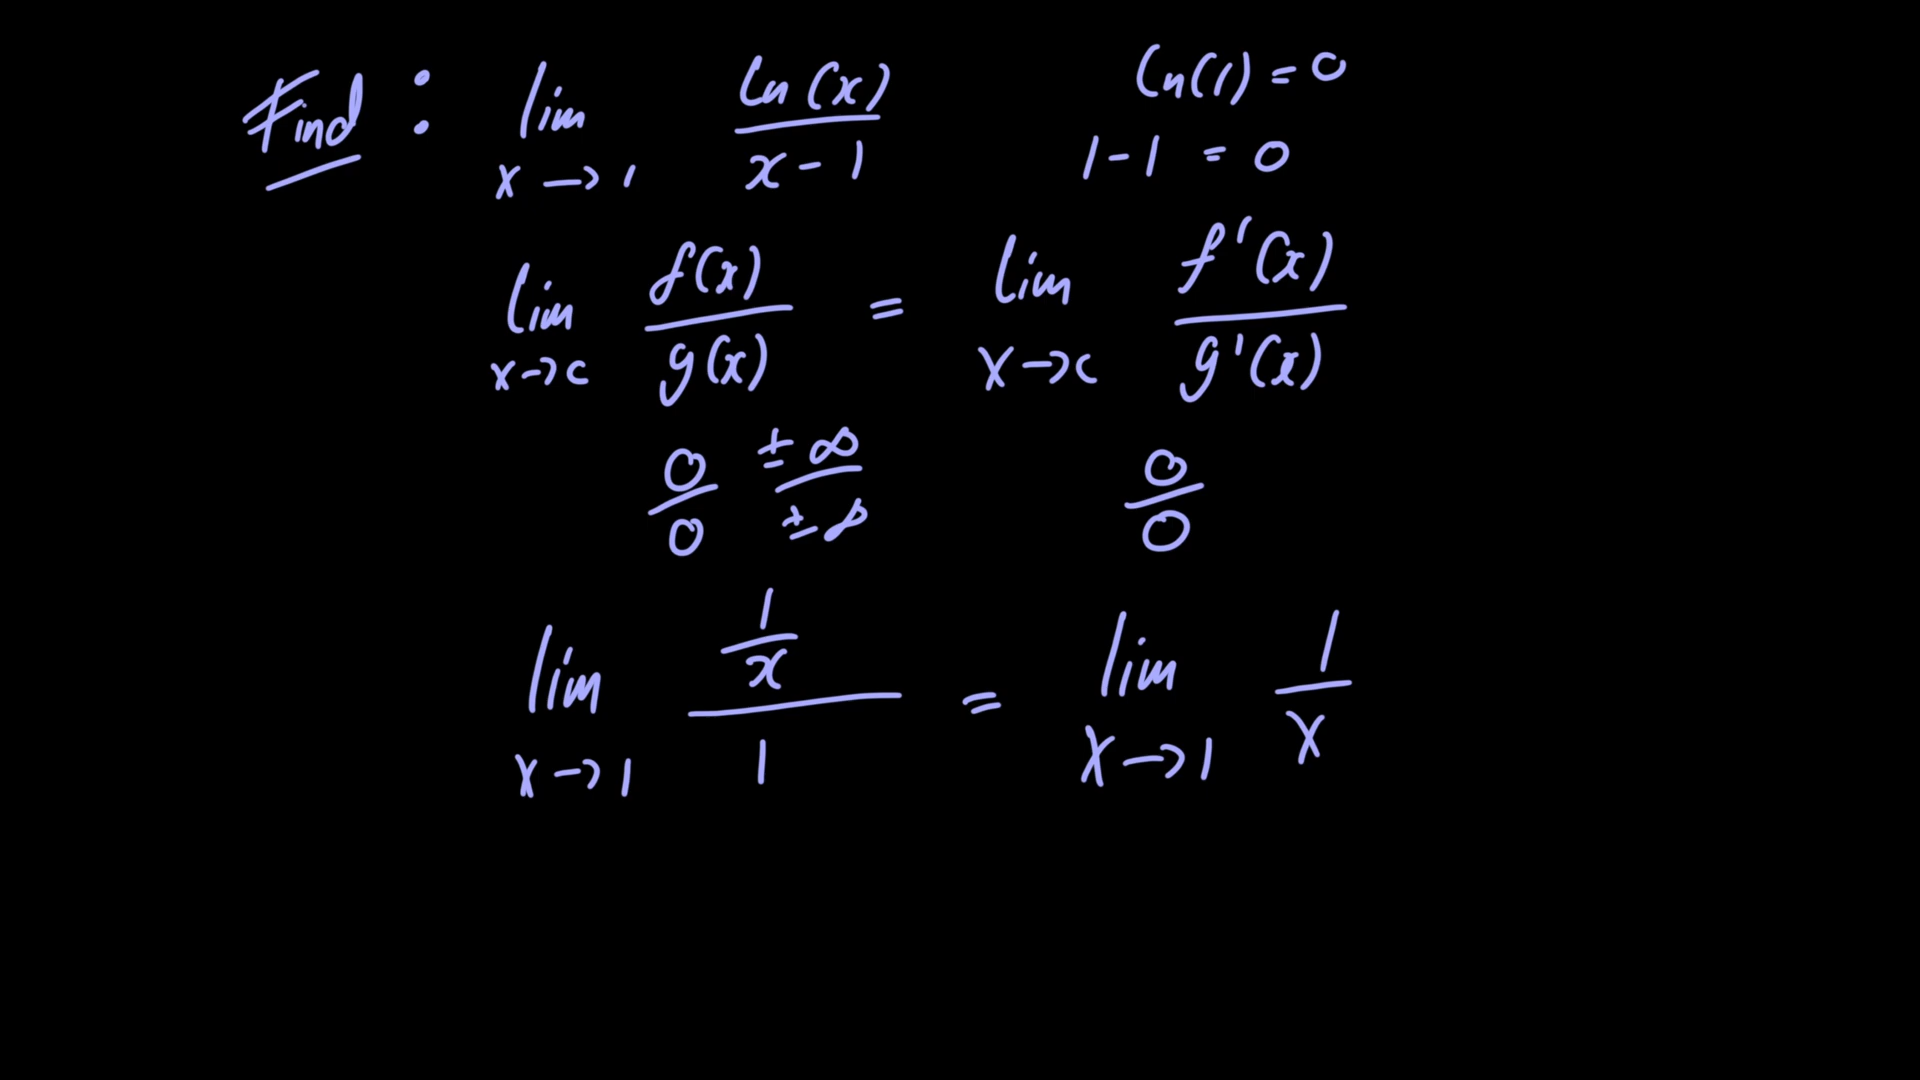 Find : lim x→1 ln(x)/(x-1) ln(1) = 0
1-1 = 0
lim x→c f(x)/g(x) = lim x→c f'(x)/g'(x)
0/0 ±∞/±∞ 0/0
lim x→1 (1/x)/1 = lim x→1 1/x